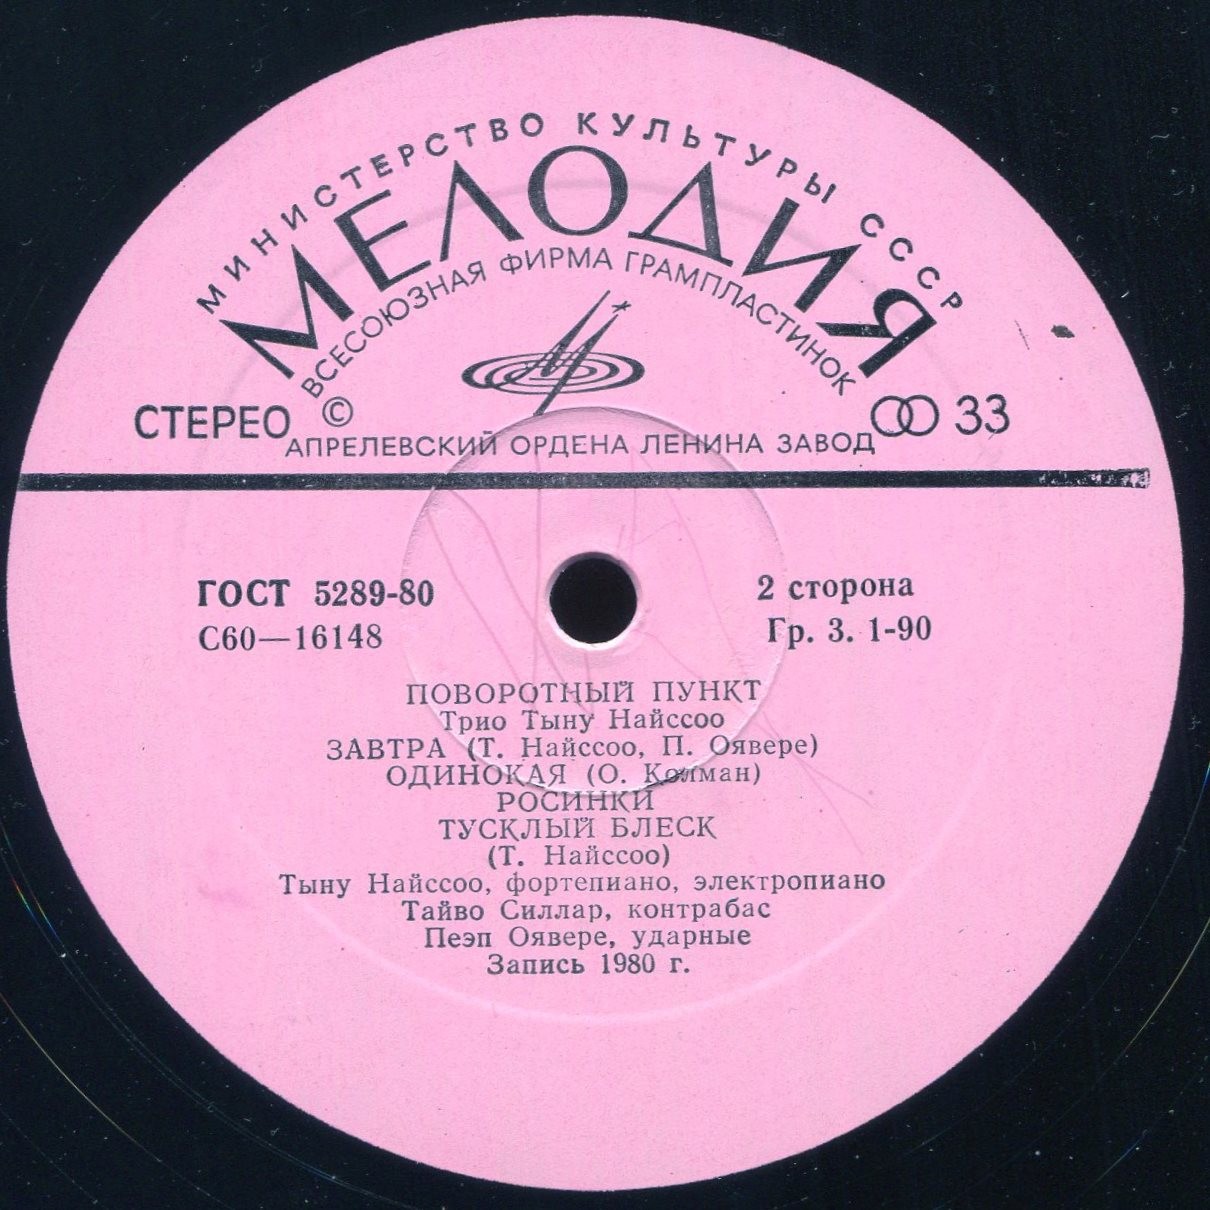 МИНИСТЕРСТВО КУЛЬТУРЫ СССР
МЕЛОДИЯ
ВСЕСОЮЗНАЯ ФИРМА ГРАМПЛАСТИНОК
СТЕРЕО © 33
АПРЕЛЕВСКИЙ ОРДЕНА ЛЕНИНА ЗАВОД
ГОСТ 5289-80
С60—16148
2 сторона
Гр. 3. 1-90
ПОВОРОТНЫЙ ПУНКТ
Трио Тыну Найссоо
ЗАВТРА (Т. Найссоо, П. Оявере)
ОДИНОКАЯ (О. Колман)
РОСИНКИ
ТУСКЛЫЙ БЛЕСК
(Т. Найссоо)
Тыну Найссоо, фортепиано, электропиано
Тайво Силлар, контрабас
Пеэп Оявере, ударные
Запись 1980 г.